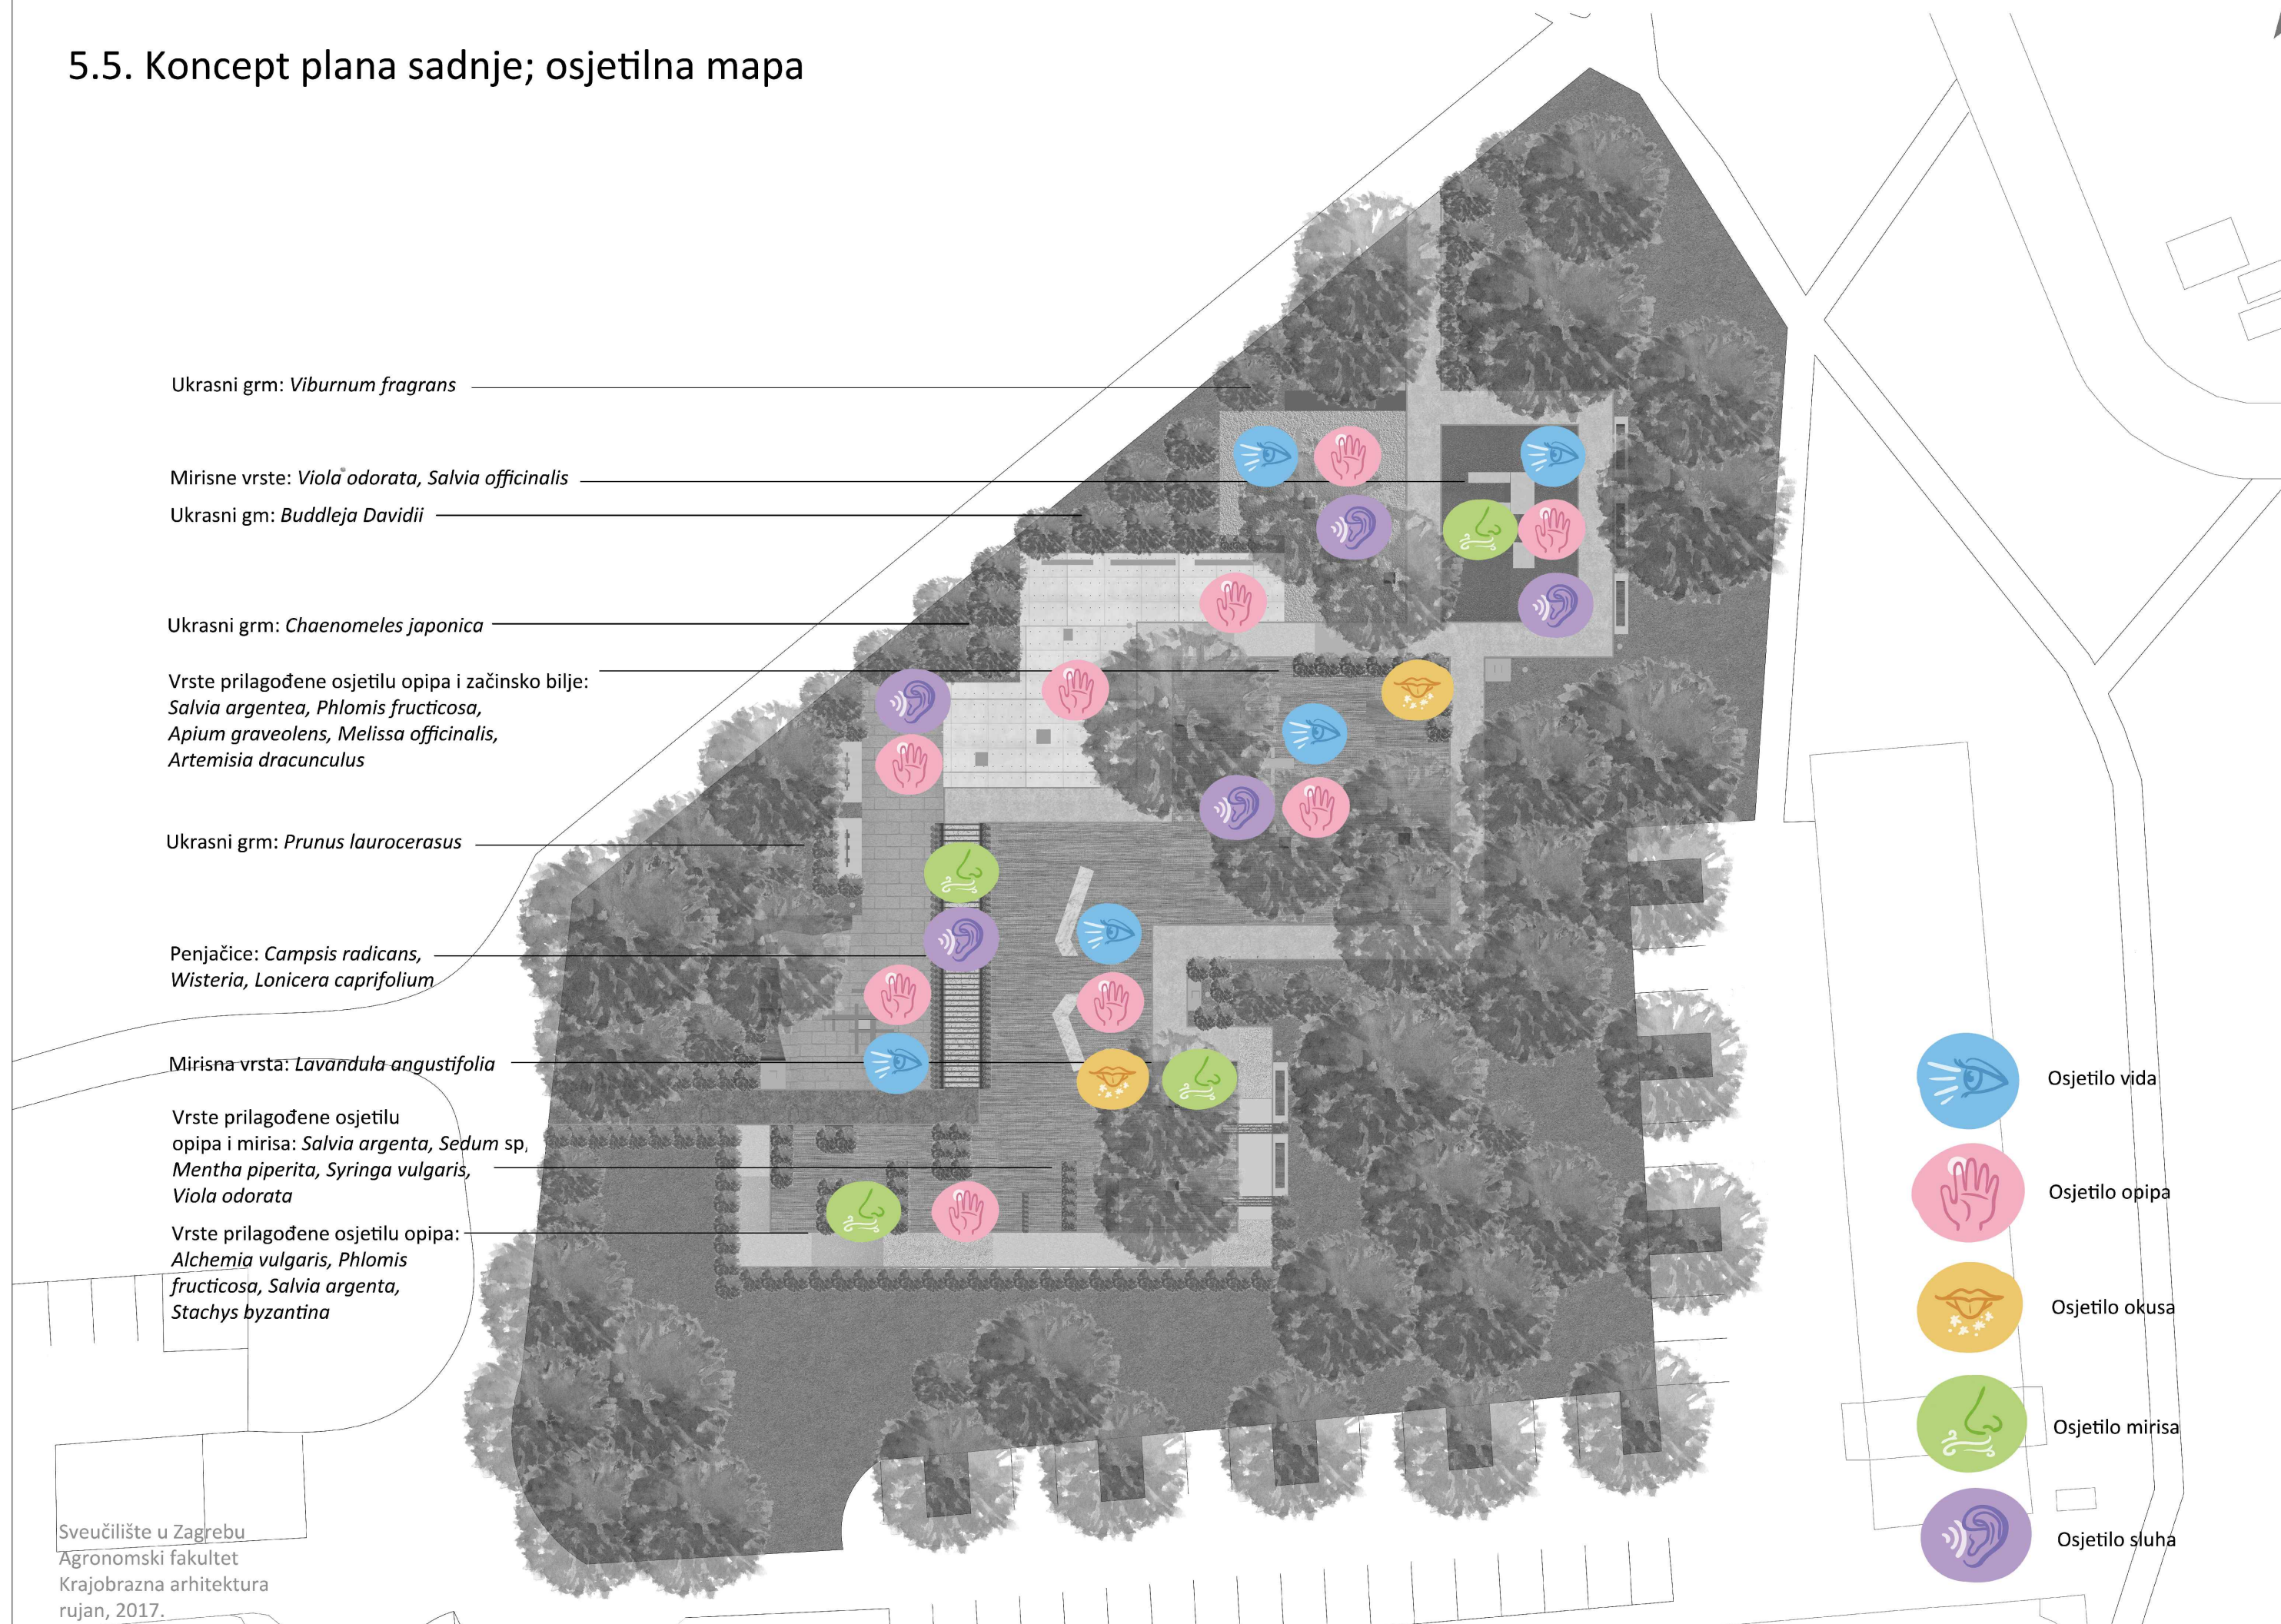 5.5. Koncept plana sadnje; osjetilna mapa
Ukrasni grm: Viburnum fragrans
Mirisne vrste: Viola odorata, Salvia officinalis
Ukrasni gm: Buddleja Davidii
Ukrasni grm: Chaenomeles japonica
Vrste prilagođene osjetilu opipa i začinsko bilje:
Salvia argentea, Phlomis fructicosa,
Apium graveolens, Melissa officinalis,
Artemisia dracunculus
Ukrasni grm: Prunus laurocerasus
Penjačice: Campsis radicans,
Wisteria, Lonicera caprifolium
Mirisna vrsta: Lavandula angustifolia
Vrste prilagođene osjetilu
opipa i mirisa: Salvia argenta, Sedum sp,
Mentha piperita, Syringa vulgaris,
Viola odorata
Vrste prilagođene osjetilu opipa:
Alchemia vulgaris, Phlomis
fructicosa, Salvia argenta,
Stachys byzantina
Osjetilo vida
Osjetilo opipa
Osjetilo okusa
Osjetilo mirisa
Osjetilo sluha
Sveučilište u Zagrebu
Agronomski fakultet
Krajobrazna arhitektura
rujan, 2017.